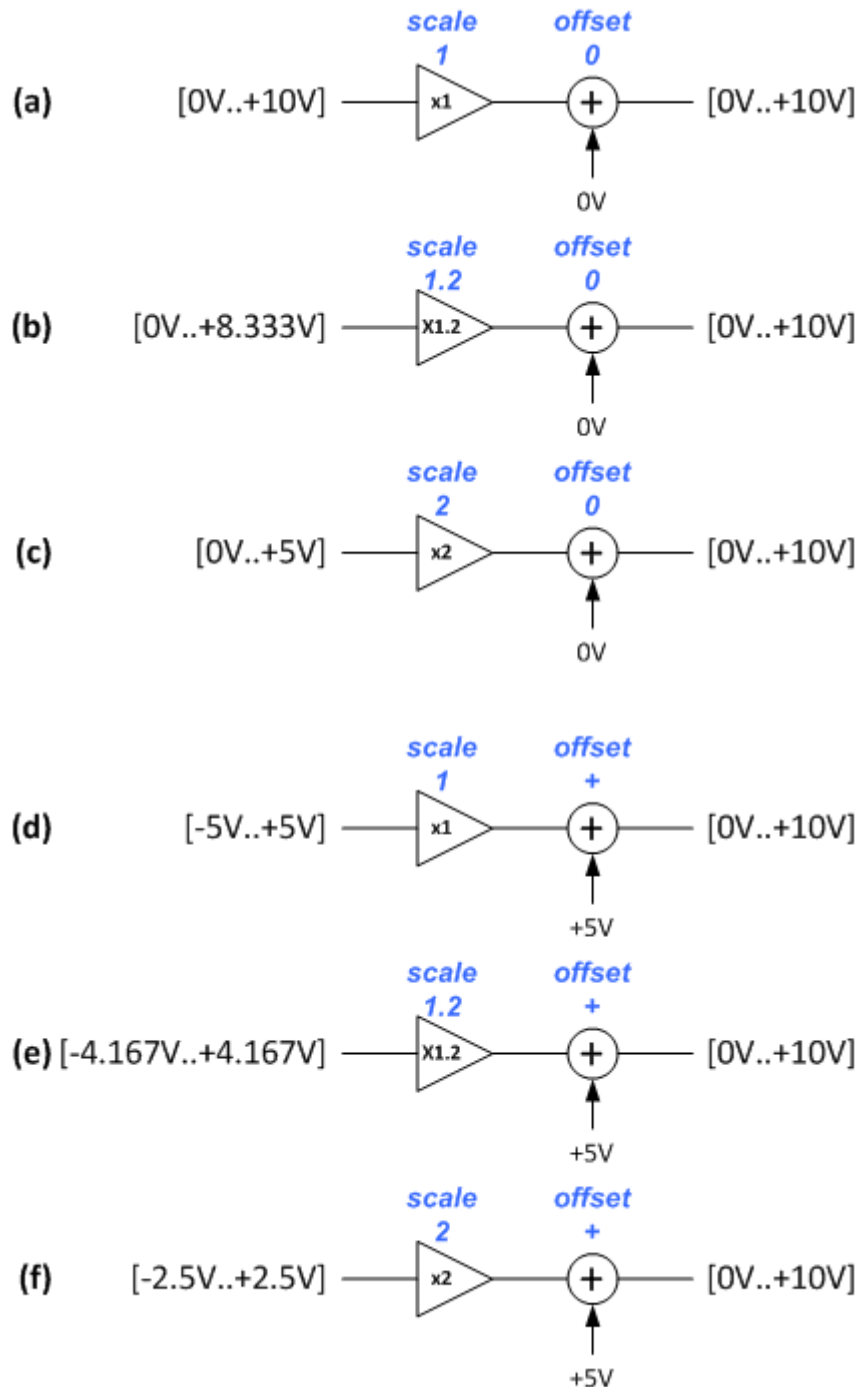 scale offset
1 0
(a) [0V..+10V] x1 + [0V..+10V]
0V
scale offset
1.2 0
(b) [0V..+8.333V] X1.2 + [0V..+10V]
0V
scale offset
2 0
(c) [0V..+5V] x2 + [0V..+10V]
0V
scale offset
1 +
(d) [-5V..+5V] x1 + [0V..+10V]
+5V
scale offset
1.2 +
(e) [-4.167V..+4.167V] X1.2 + [0V..+10V]
+5V
scale offset
2 +
(f) [-2.5V..+2.5V] x2 + [0V..+10V]
+5V